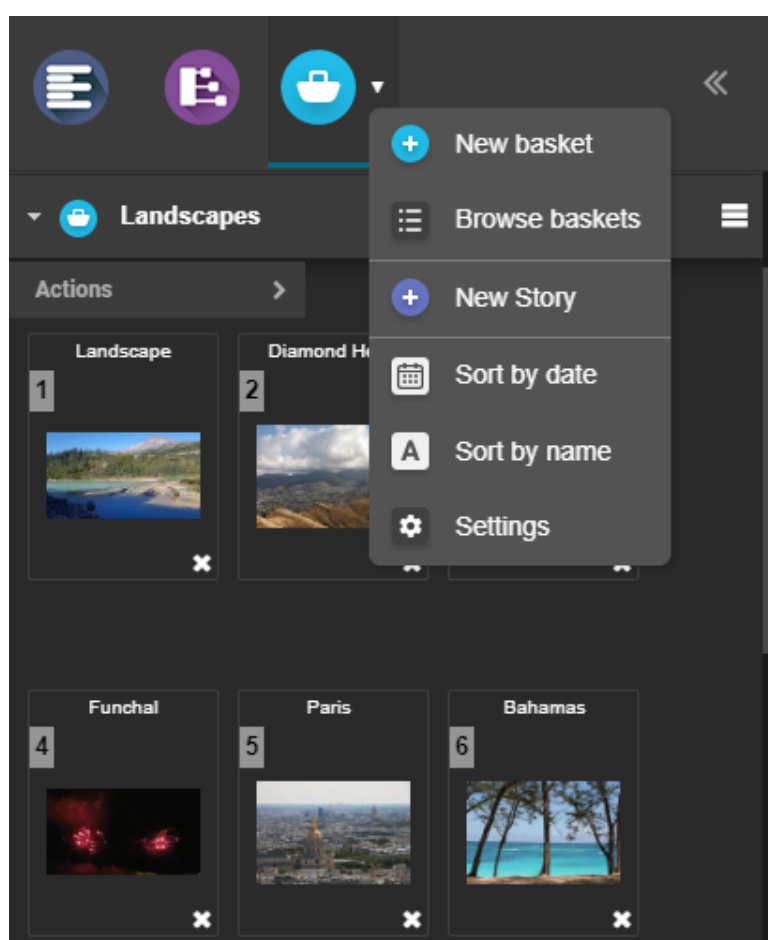 New basket
Landscapes
Browse baskets
Actions
New Story
Landscape
Diamond
Sort by date
1
2
A Sort by name
Settings
Funchal
Paris
Bahamas
4
5
6